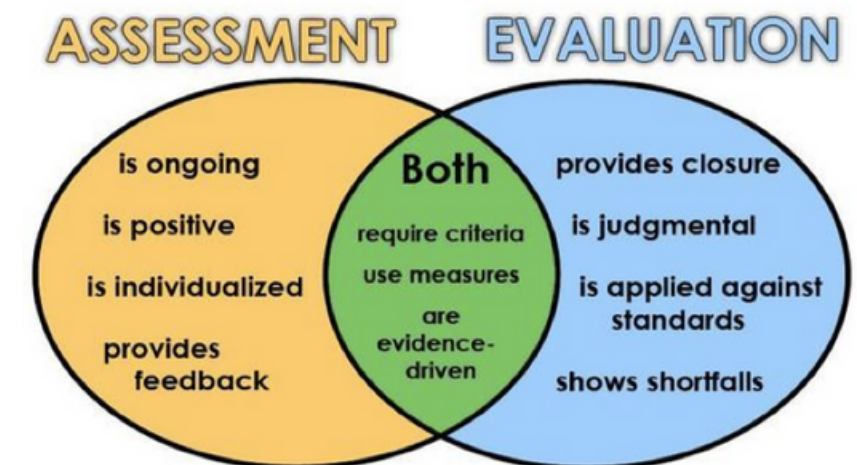 ASSESSMENT
EVALUATION
is ongoing
is positive
is individualized
provides
feedback
Both
require criteria
use measures
are
evidence-
driven
provides closure
is judgmental
is applied against
standards
shows shortfalls